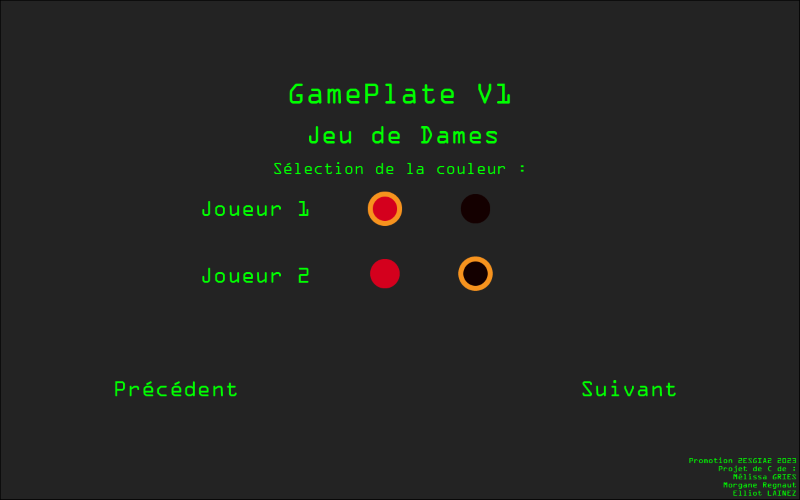 GamePlate V1
Jeu de Dames
Sélection de la couleur :
Joueur 1
Joueur 2
Précédent
Suivant
Promotion 2ESGIA2 2023
Projet de C de :
Mélissa GRIES
Morgane Regnaut
Elliot LAINEZ